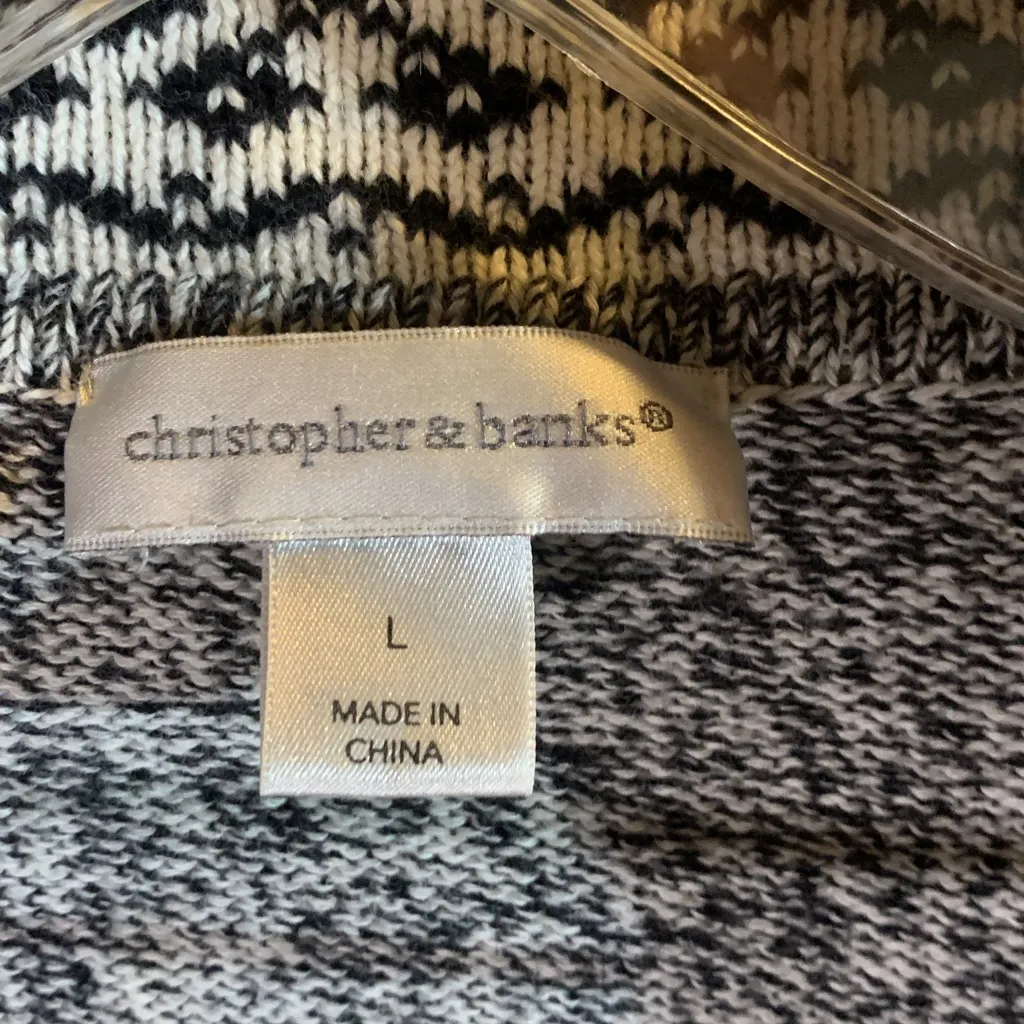 christopher & banks®
L
MADE IN
CHINA